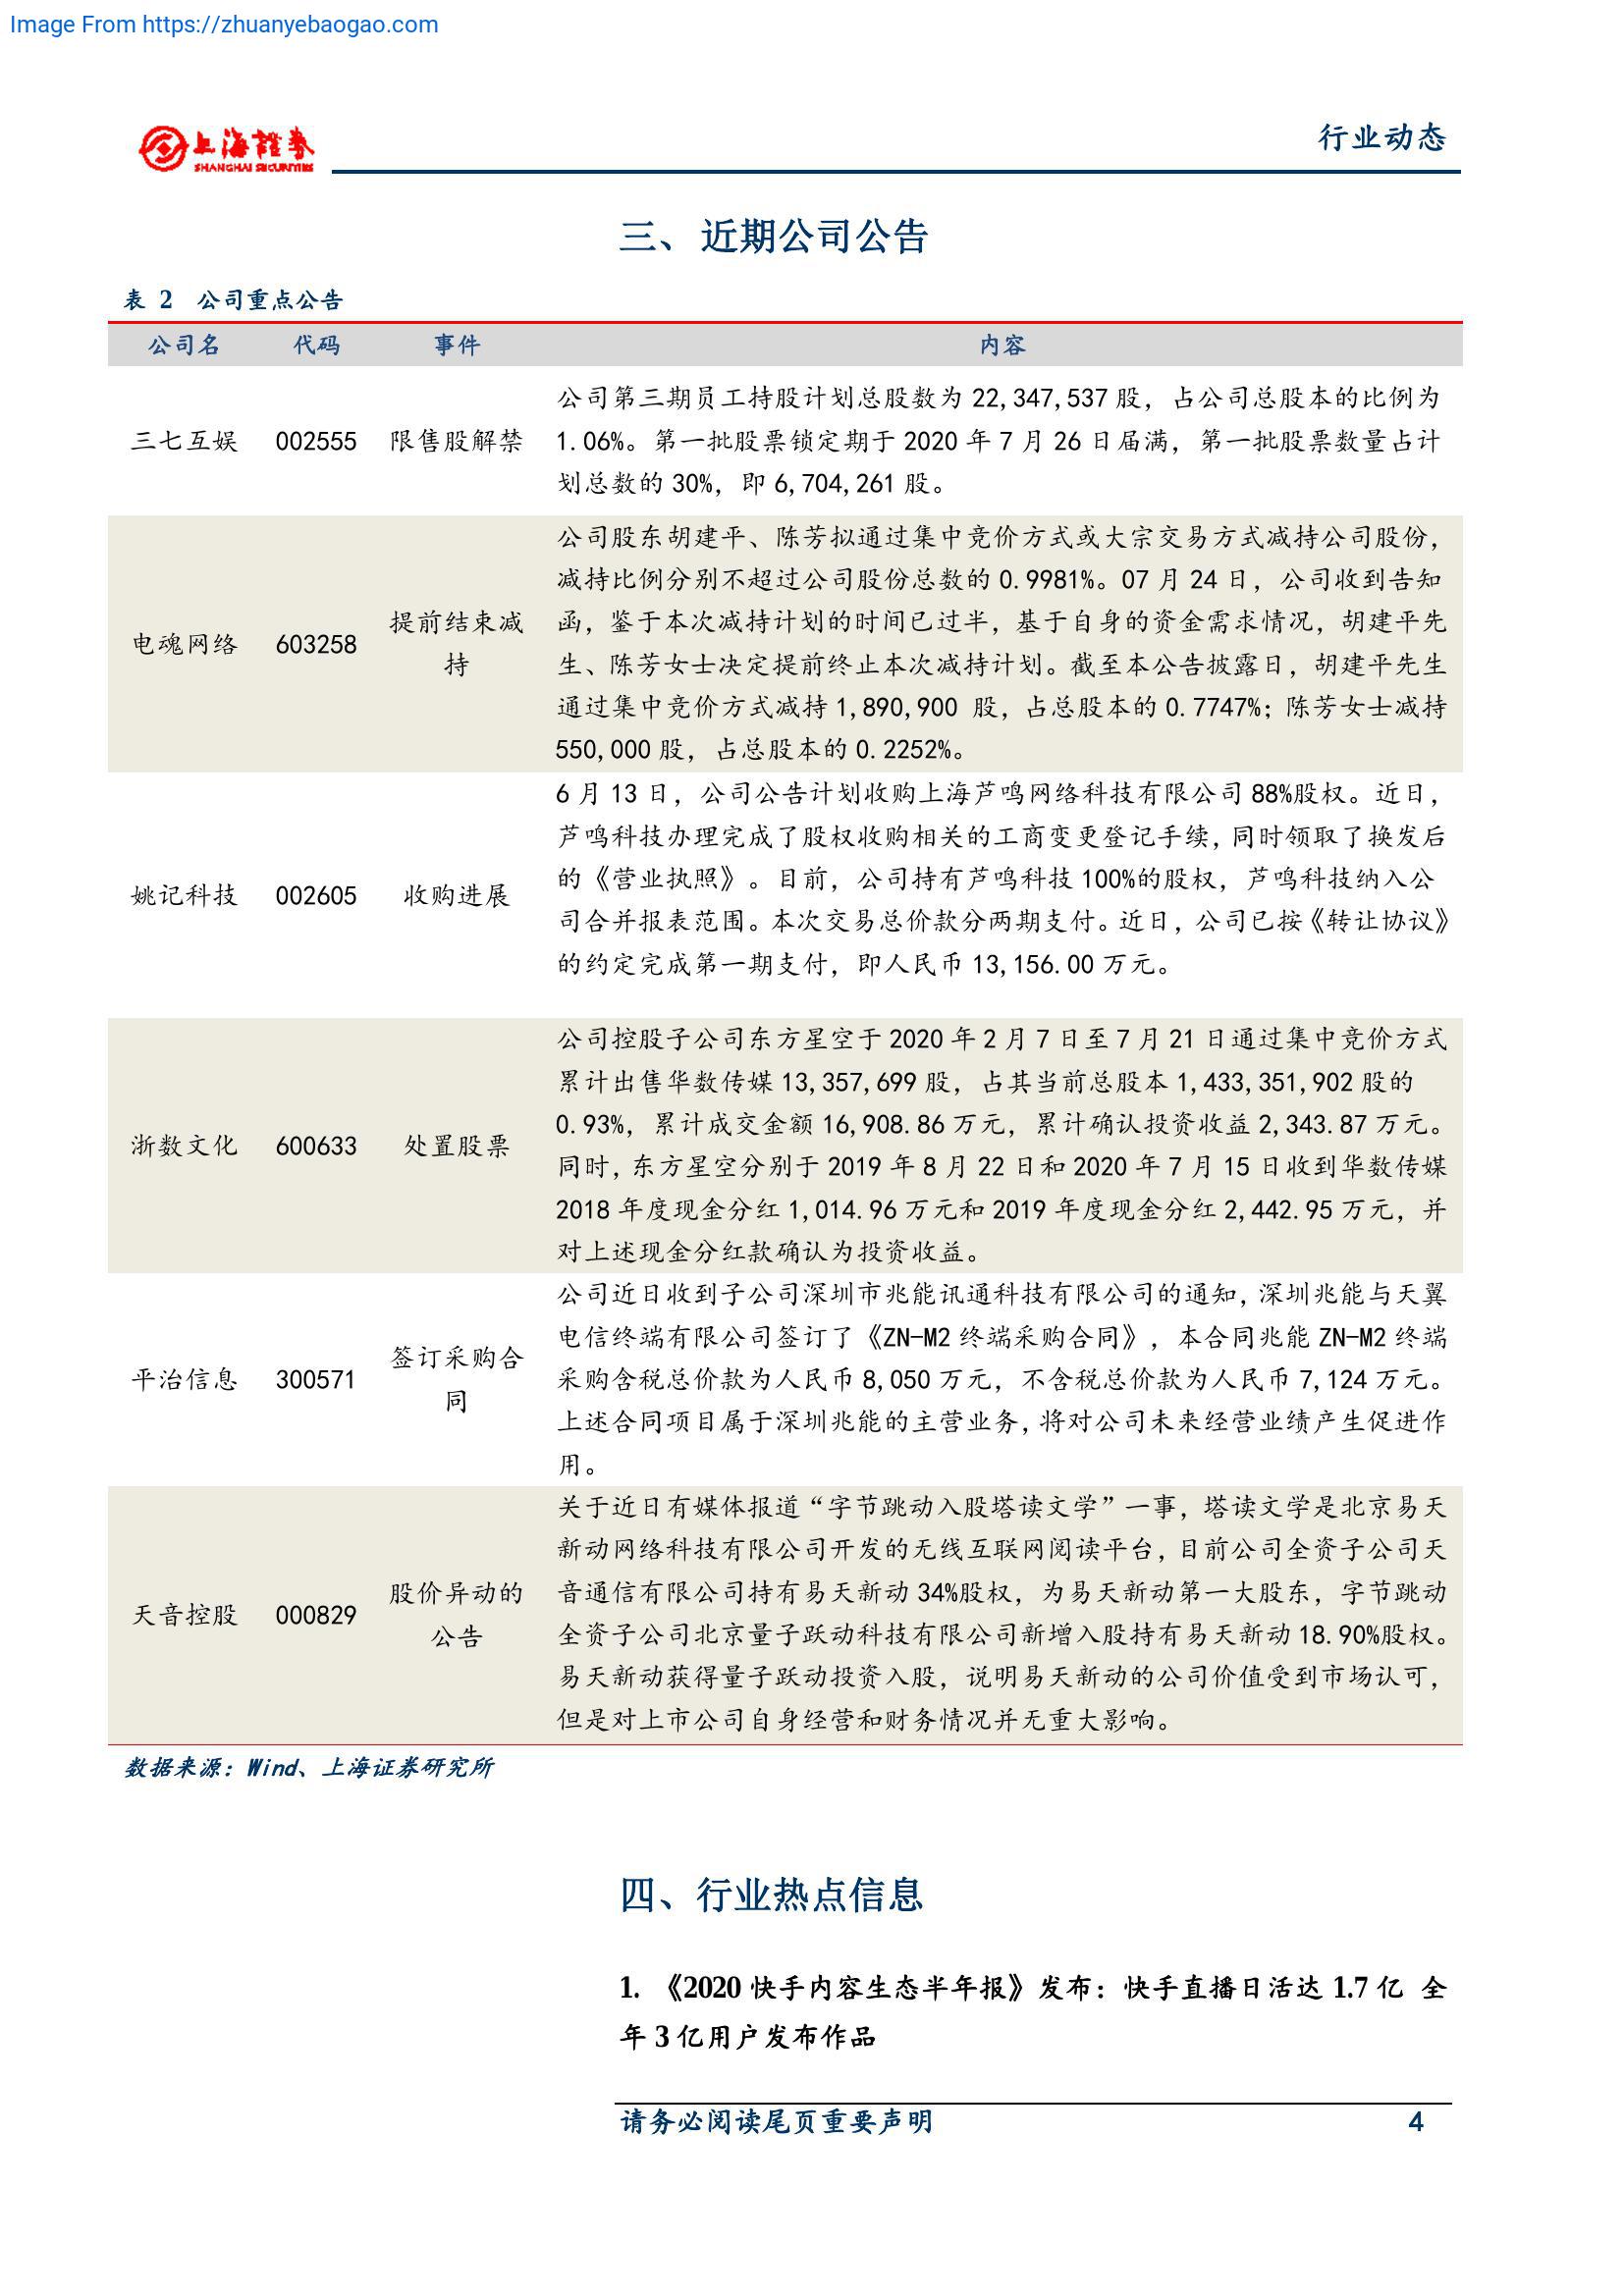 Image From https://zhuanyebaogao.com
上海證券
SHANGHAI SECURITIES
行业动态
三、近期公司公告
表 2 公司重点公告
公司名 代码 事件 内容
公司第三期员工持股计划总股数为 22,347,537 股，占公司总股本的比例为
三七互娱 002555 限售股解禁 1.06%。第一批股票锁定期于 2020 年 7 月 26 日届满，第一批股票数量占计
划总数的 30%，即 6,704,261 股。
公司股东胡建平、陈芳拟通过集中竞价方式或大宗交易方式减持公司股份，
减持比例分别不超过公司股份总数的 0.9981%。07 月 24 日，公司收到告知
电魂网络 603258 提前结束减持 函，鉴于本次减持计划的时间已过半，基于自身的资金需求情况，胡建平先
生、陈芳女士决定提前终止本次减持计划。截至本公告披露日，胡建平先生
通过集中竞价方式减持 1,890,900 股，占总股本的 0.7747%；陈芳女士减持
550,000 股，占总股本的 0.2252%。
6 月 13 日，公司公告计划收购上海芦鸣网络科技有限公司 88%股权。近日，
芦鸣科技办理完成了股权收购相关的工商变更登记手续，同时领取了换发后
姚记科技 002605 收购进展 的《营业执照》。目前，公司持有芦鸣科技 100%的股权，芦鸣科技纳入公
司合并报表范围。本次交易总价款分两期支付。近日，公司已按《转让协议》
的约定完成第一期支付，即人民币 13,156.00 万元。
公司控股子公司东方星空于 2020 年 2 月 7 日至 7 月 21 日通过集中竞价方式
累计出售华数传媒 13,357,699 股，占其当前总股本 1,433,351,902 股的
浙数文化 600633 处置股票 0.93%，累计成交金额 16,908.86 万元，累计确认投资收益 2,343.87 万元。
同时，东方星空分别于 2019 年 8 月 22 日和 2020 年 7 月 15 日收到华数传媒
2018 年度现金分红 1,014.96 万元和 2019 年度现金分红 2,442.95 万元，并
对上述现金分红款确认为投资收益。
公司近日收到子公司深圳市兆能讯通科技有限公司的通知，深圳兆能与天翼
电信终端有限公司签订了《ZN-M2 终端采购合同》，本合同兆能 ZN-M2 终端
平治信息 300571 签订采购合同 采购含税总价款为人民币 8,050 万元，不含税总价款为人民币 7,124 万元。
上述合同项目属于深圳兆能的主营业务，将对公司未来经营业绩产生促进作
用。
关于近日有媒体报道“字节跳动入股塔读文学”一事，塔读文学是北京易天
新动网络科技有限公司开发的无线互联网阅读平台，目前公司全资子公司天
天音控股 000829 股价异动的公告 音通信有限公司持有易天新动 34%股权，为易天新动第一大股东，字节跳动
全资子公司北京量子跃动科技有限公司新增入股持有易天新动 18.90%股权。
易天新动获得量子跃动投资入股，说明易天新动的公司价值受到市场认可，
但是对上市公司自身经营和财务情况并无重大影响。
数据来源：Wind、上海证券研究所
四、行业热点信息
1. 《2020 快手内容生态半年报》发布：快手直播日活达 1.7 亿 全
年 3 亿用户发布作品
请务必阅读尾页重要声明 4